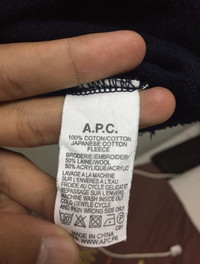 A.P.C.
100% COTON/COTTON
JAPANESE COTTON
FLEECE
BRODERIE/EMBROIDERY
50% LAINE/WOOL
50% ACRYLIQUE/ACRYLIC
LAVAGE A LA MACHINE
SUR L'ENVERS A L'EAU
FROIDE AU CYCLE DELICAT ET
REPASSAGE SUR L'ENVERS
MACHINE WASH INSIDE OUT
COLD GENTLE CYCLE
AND IRON WRONG SIDE ONLY
MADE IN CHINA
WWW.APC.FR